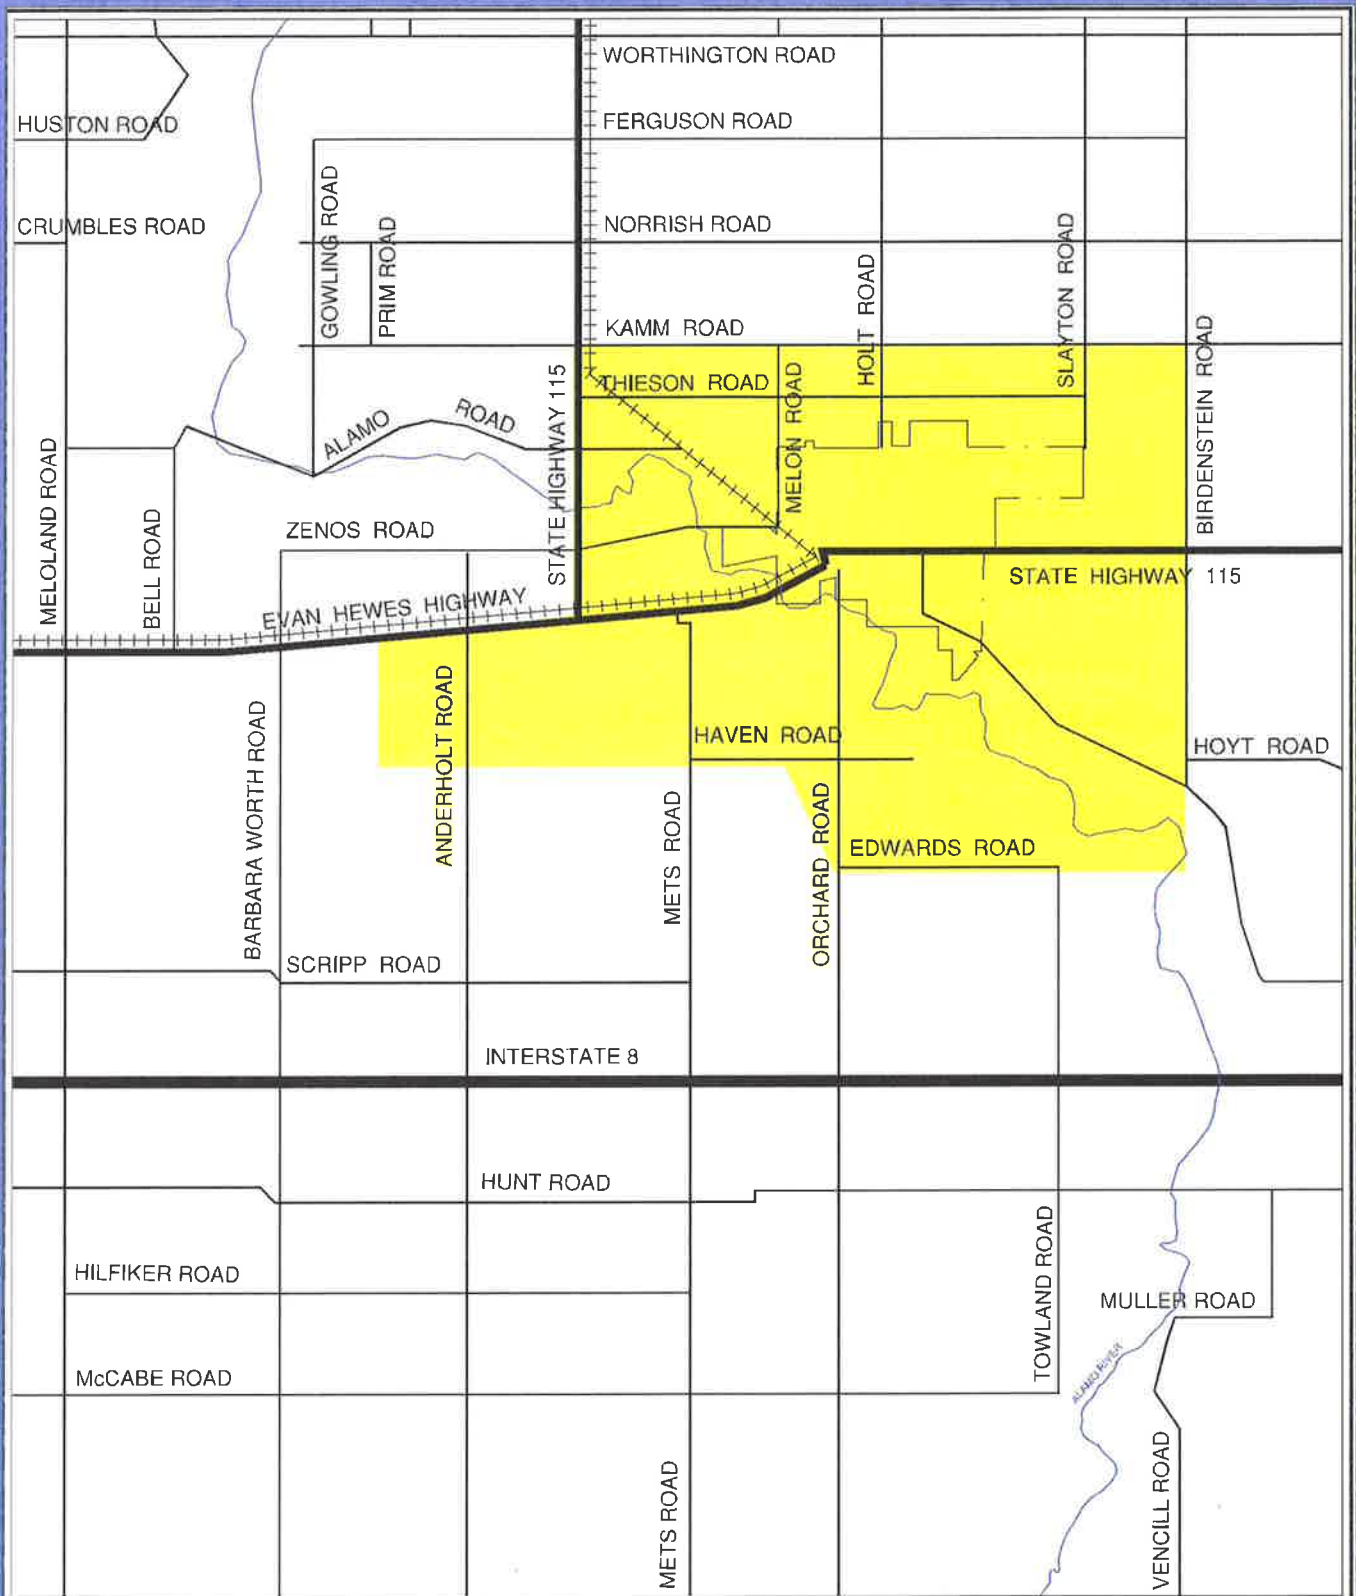 WORTHINGTON ROAD
HUSTON ROAD
FERGUSON ROAD
CRUMBLES ROAD
GOWLING ROAD
PRIM ROAD
NORRISH ROAD
HOLT ROAD
SLAYTON ROAD
KAMM ROAD
BIRDENSTEIN ROAD
THIESON ROAD
MELON ROAD
STATE HIGHWAY 115
ALAMO ROAD
MELOLAND ROAD
BELL ROAD
ZENOS ROAD
EVAN HEWES HIGHWAY
STATE HIGHWAY 115
BARBARA WORTH ROAD
ANDERHOLT ROAD
HAVEN ROAD
HOYT ROAD
METS ROAD
ORCHARD ROAD
EDWARDS ROAD
SCRIPP ROAD
INTERSTATE 8
HUNT ROAD
HILFIKER ROAD
TOWLAND ROAD
MULLER ROAD
McCABE ROAD
ALAMO RIVER
METS ROAD
VENCILL ROAD